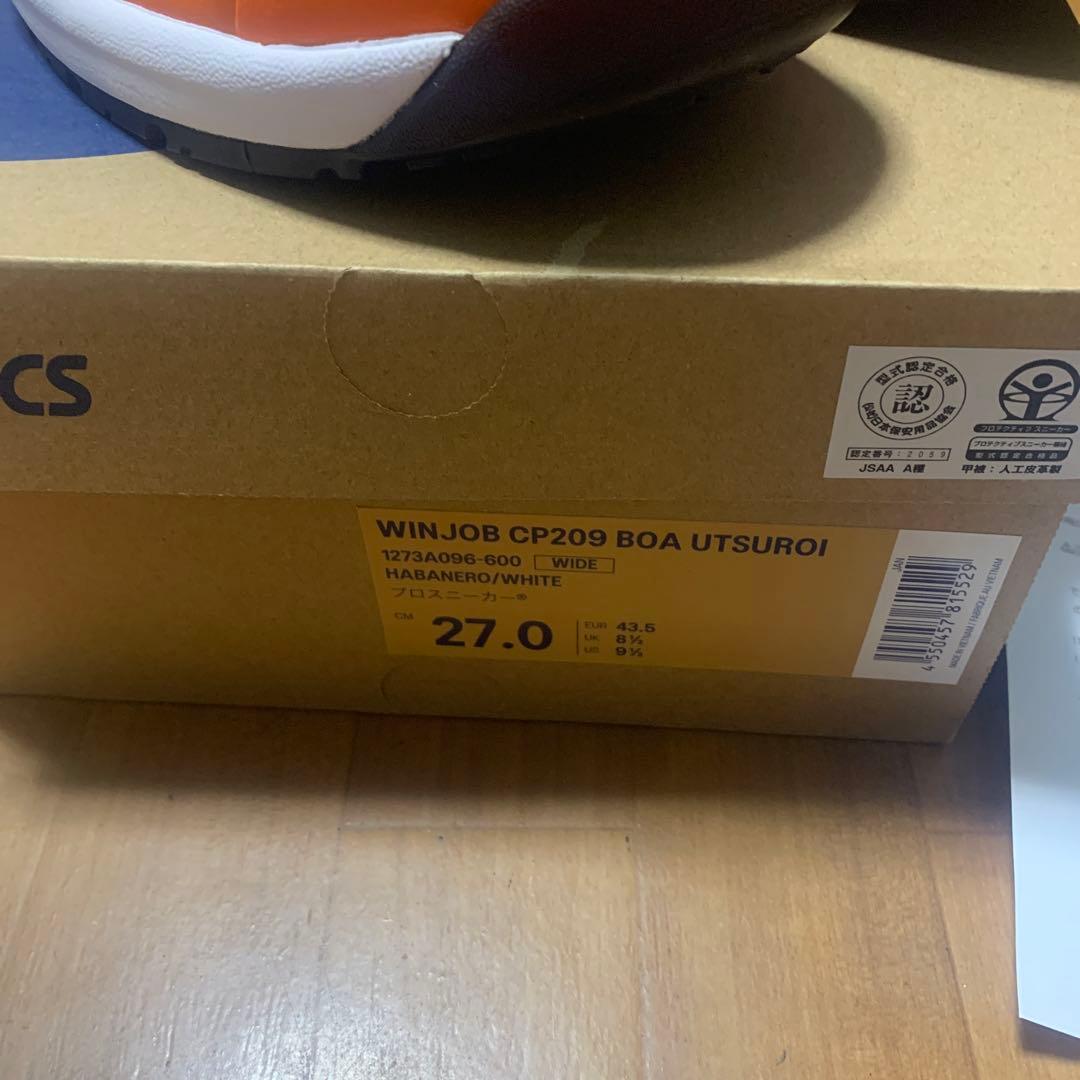 CS
型式認定合格
認
日本保安用品協会
認定番号:2059
JSAA A種
プロテクティブスニーカー
プロテクティブスニーカー規格
型式認定合格品
甲被:人工皮革製
WINJOB CP209 BOA UTSUROI
1273A096-600 WIDE
HABANERO/WHITE
プロスニーカー®
CM 27.0
EUR 43.5
UK 8½
US 9½
JAN
4 550457 815529
MADE IN VIETNAM / FABRIQUÉ AU VIETNAM